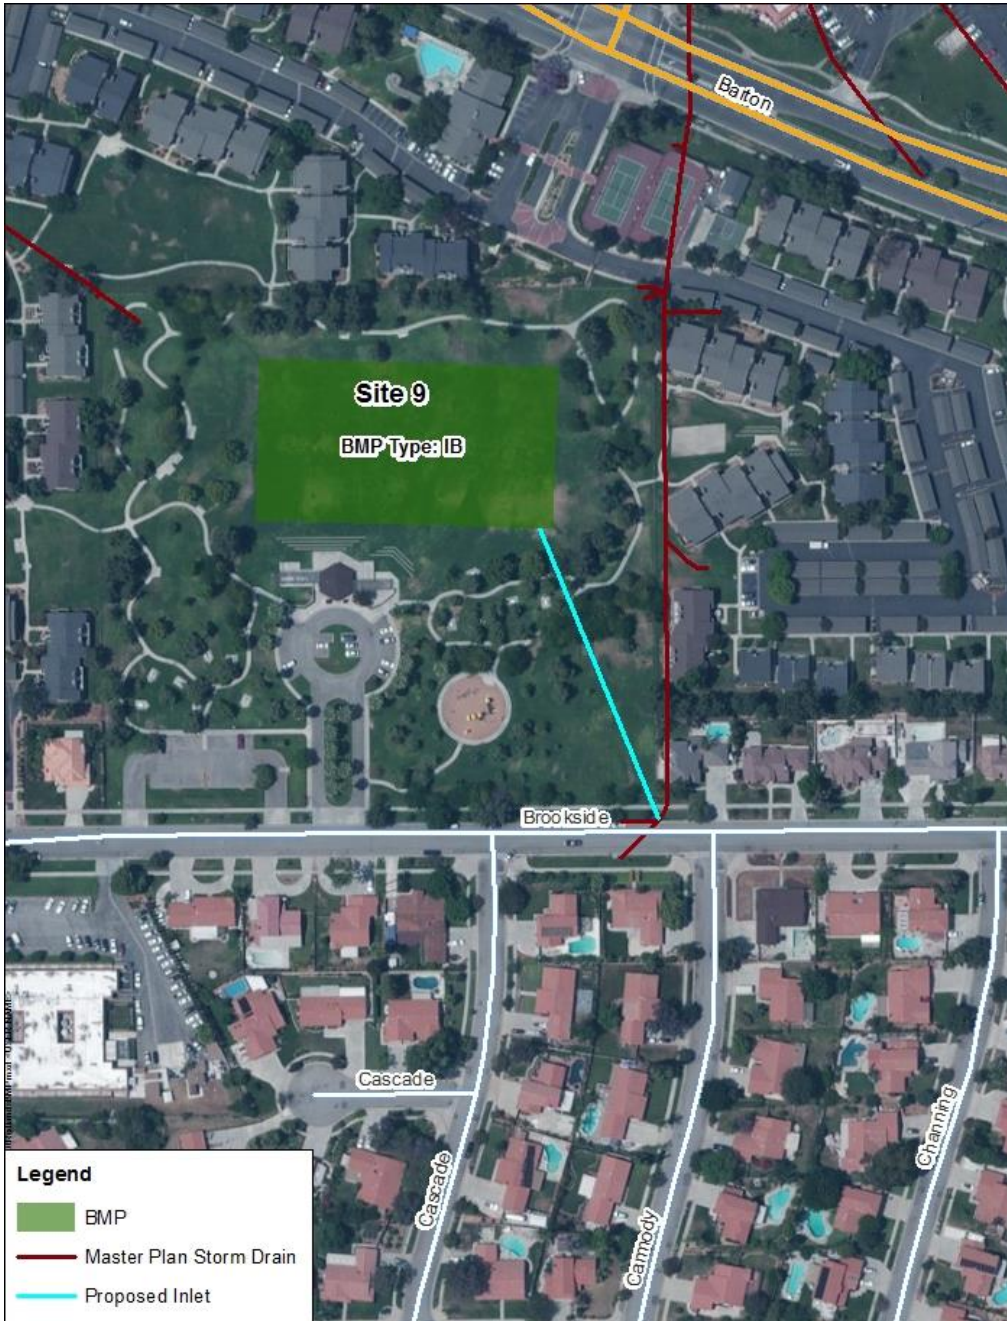 Barton
Site 9
BMP Type: IB
Brookside
Cascade
Cascade
Carmody
Channing
Legend
BMP
Master Plan Storm Drain
Proposed Inlet